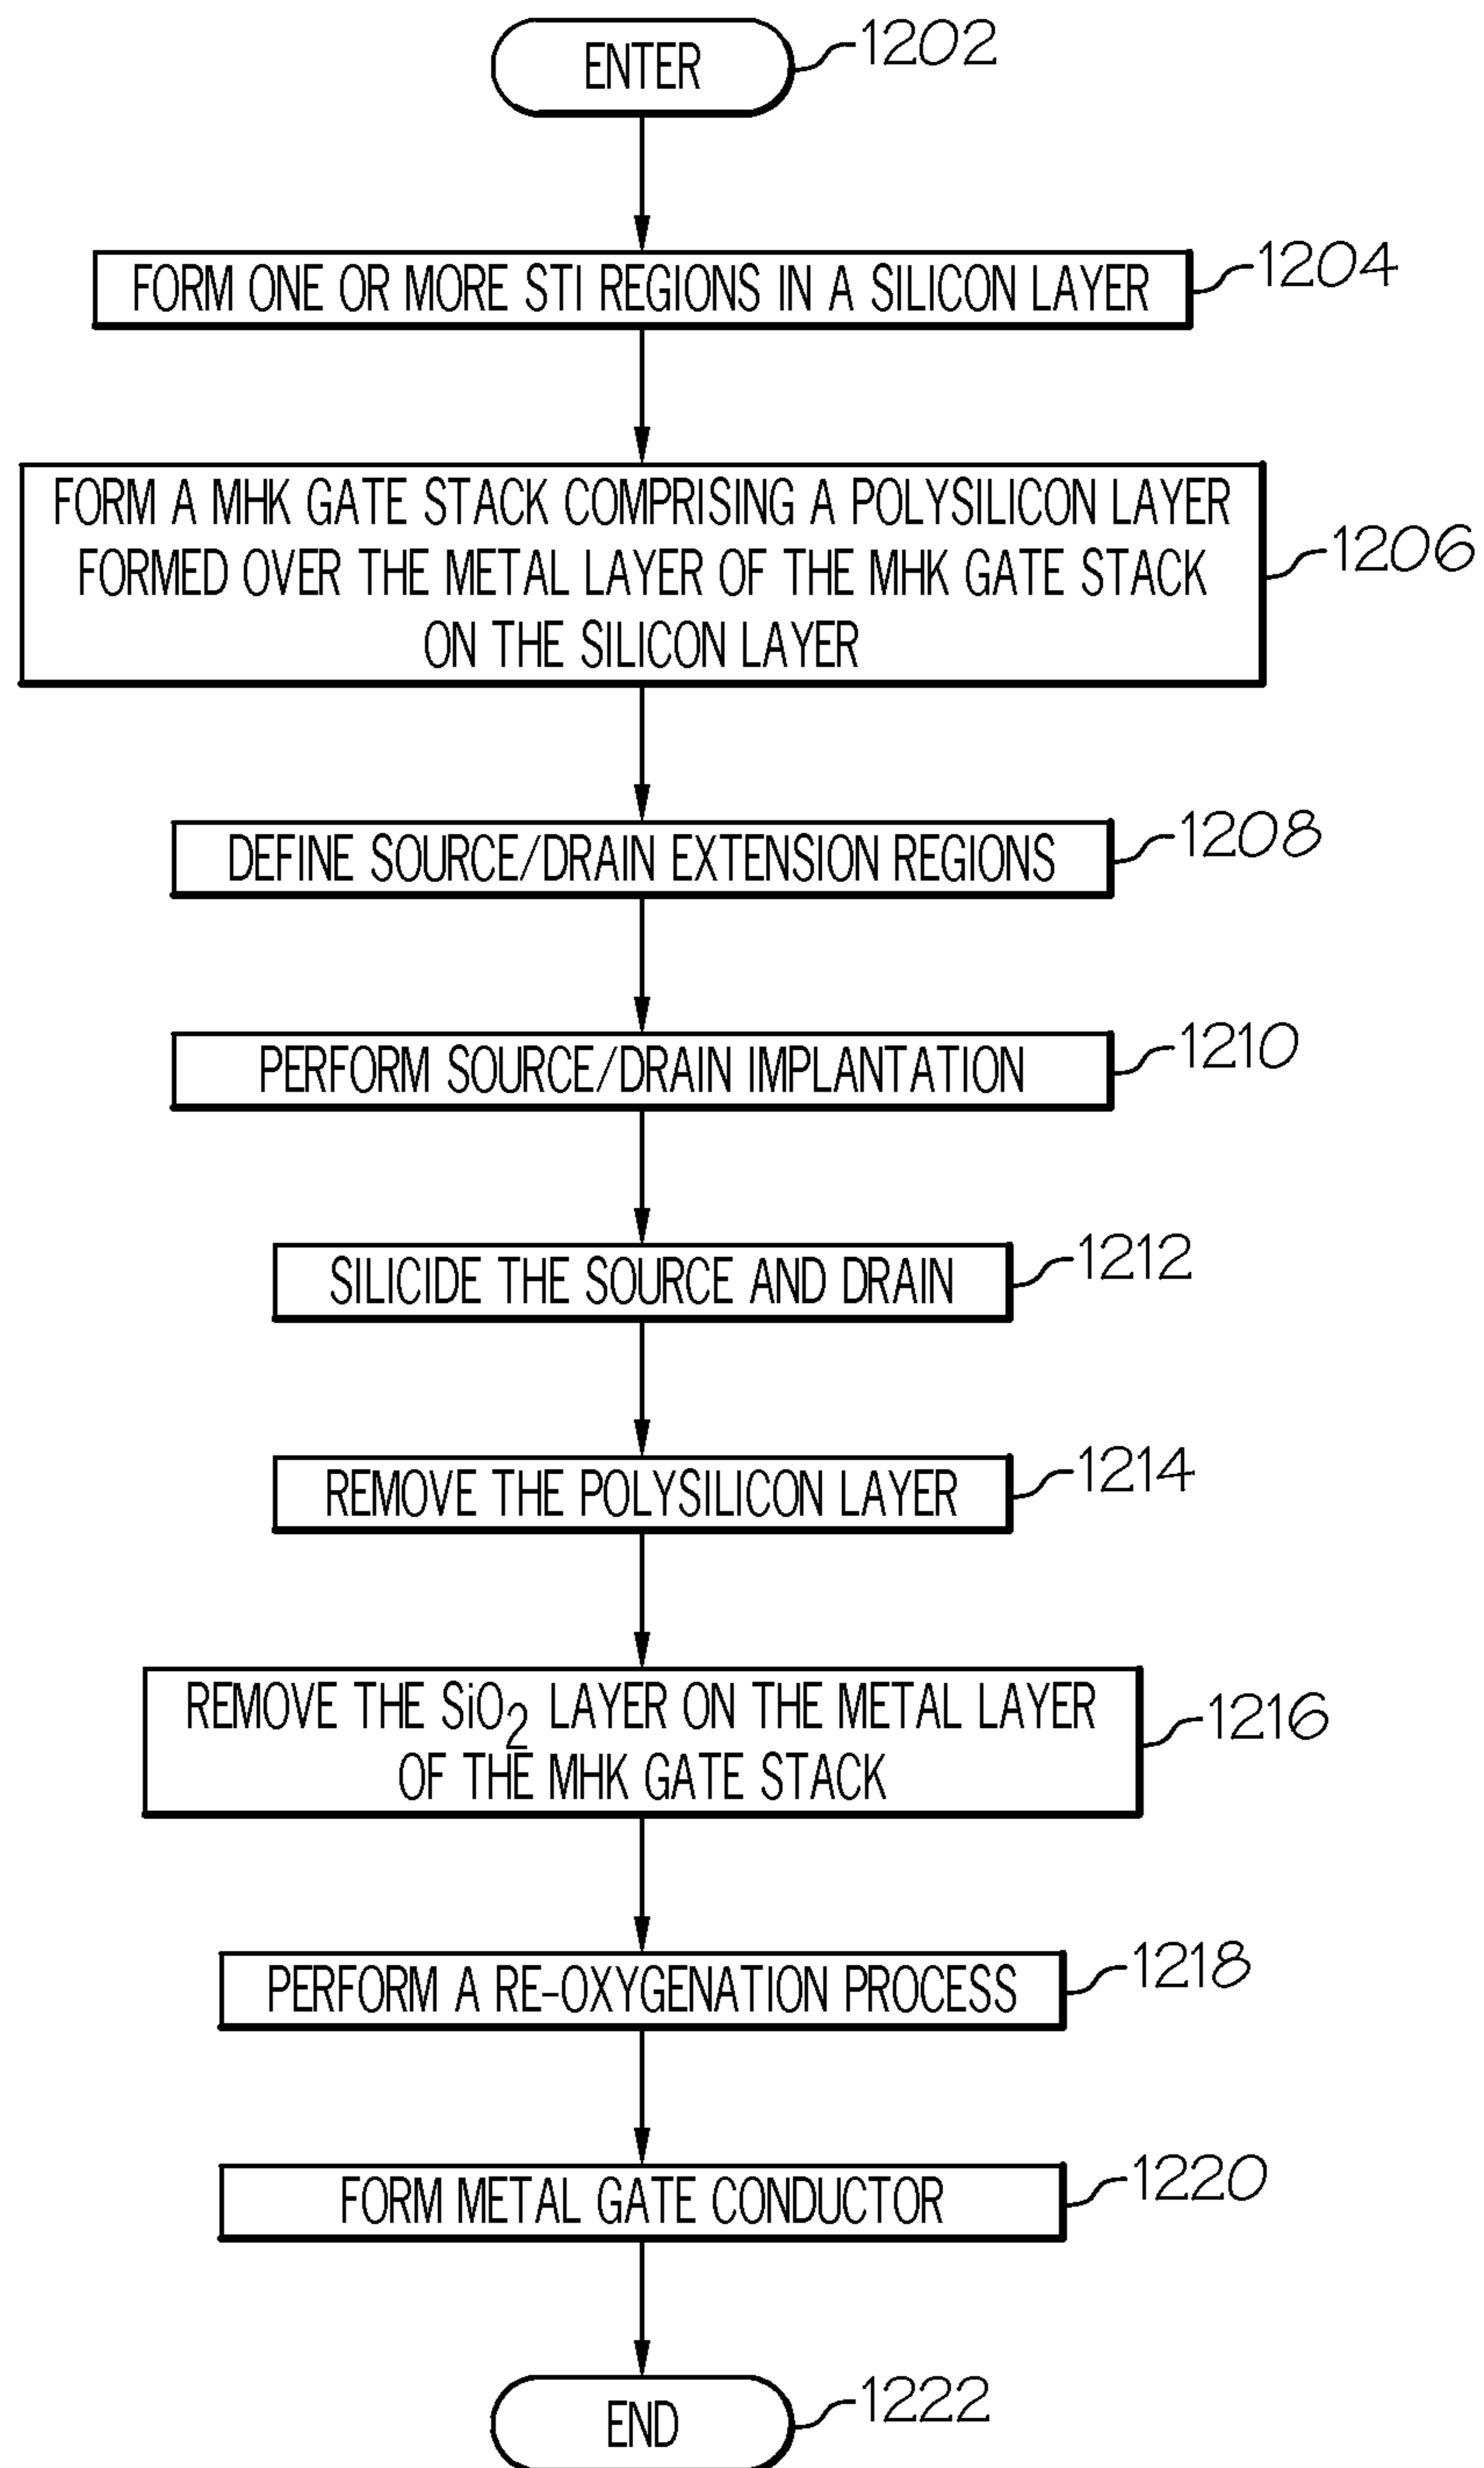 ENTER
1202
FORM ONE OR MORE STI REGIONS IN A SILICON LAYER
1204
FORM A MHK GATE STACK COMPRISING A POLYSILICON LAYER
FORMED OVER THE METAL LAYER OF THE MHK GATE STACK
ON THE SILICON LAYER
1206
DEFINE SOURCE/DRAIN EXTENSION REGIONS
1208
PERFORM SOURCE/DRAIN IMPLANTATION
1210
SILICIDE THE SOURCE AND DRAIN
1212
REMOVE THE POLYSILICON LAYER
1214
REMOVE THE SiO2 LAYER ON THE METAL LAYER
OF THE MHK GATE STACK
1216
PERFORM A RE-OXYGENATION PROCESS
1218
FORM METAL GATE CONDUCTOR
1220
END
1222